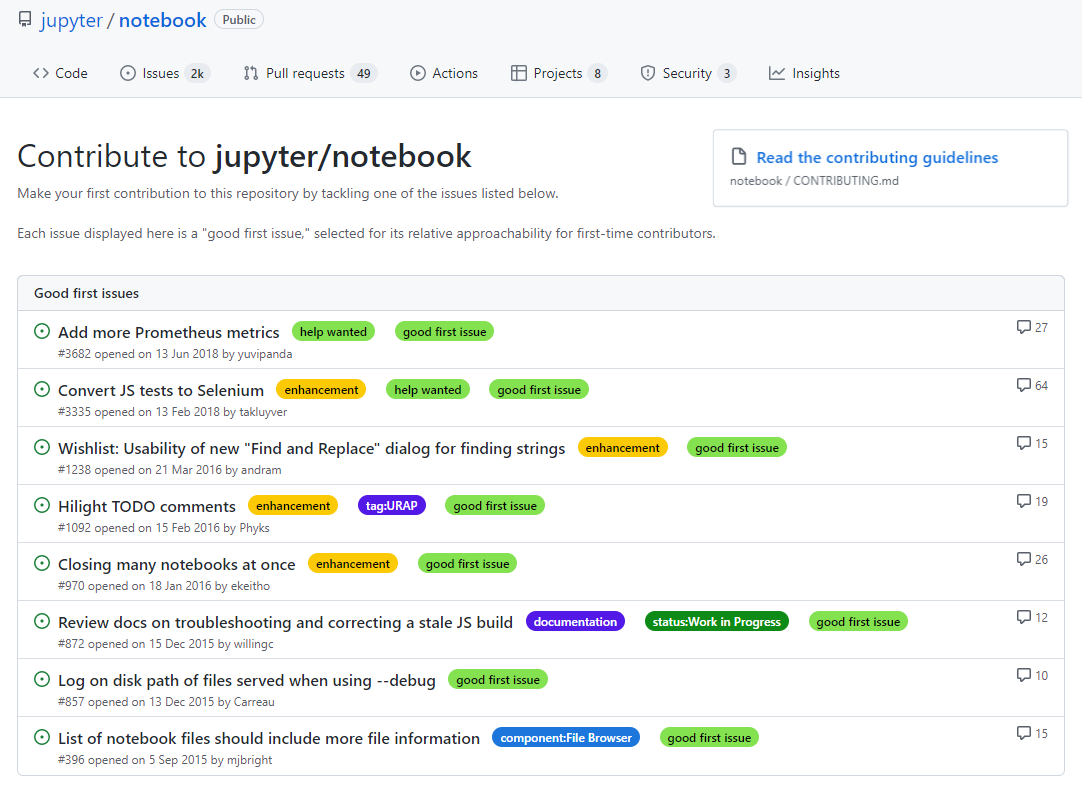 jupyter / notebook Public
Code Issues 2k Pull requests 49 Actions Projects 8 Security 3 Insights
Contribute to jupyter/notebook
Make your first contribution to this repository by tackling one of the issues listed below.
Each issue displayed here is a "good first issue," selected for its relative approachability for first-time contributors.
Read the contributing guidelines
notebook / CONTRIBUTING.md
Good first issues
Add more Prometheus metrics help wanted good first issue 27
#3682 opened on 13 Jun 2018 by yuvipanda
Convert JS tests to Selenium enhancement help wanted good first issue 64
#3335 opened on 13 Feb 2018 by takluyver
Wishlist: Usability of new "Find and Replace" dialog for finding strings enhancement good first issue 15
#1238 opened on 21 Mar 2016 by andram
Hilight TODO comments enhancement tag:URAP good first issue 19
#1092 opened on 15 Feb 2016 by Phyks
Closing many notebooks at once enhancement good first issue 26
#970 opened on 18 Jan 2016 by ekeitho
Review docs on troubleshooting and correcting a stale JS build documentation status:Work in Progress good first issue 12
#872 opened on 15 Dec 2015 by willingc
Log on disk path of files served when using --debug good first issue 10
#857 opened on 13 Dec 2015 by Carreau
List of notebook files should include more file information component:File Browser good first issue 15
#396 opened on 5 Sep 2015 by mjbright